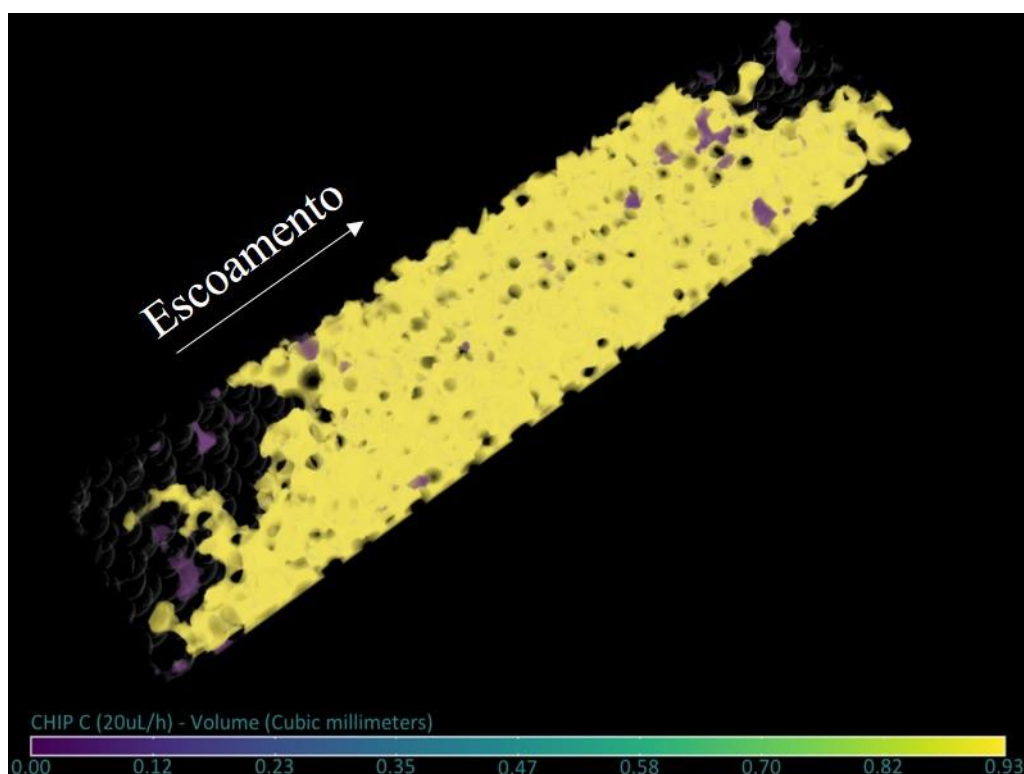 Escoamento
CHIP C (20uL/h) - Volume (Cubic millimeters)
0.00 0.12 0.23 0.35 0.47 0.58 0.70 0.82 0.93